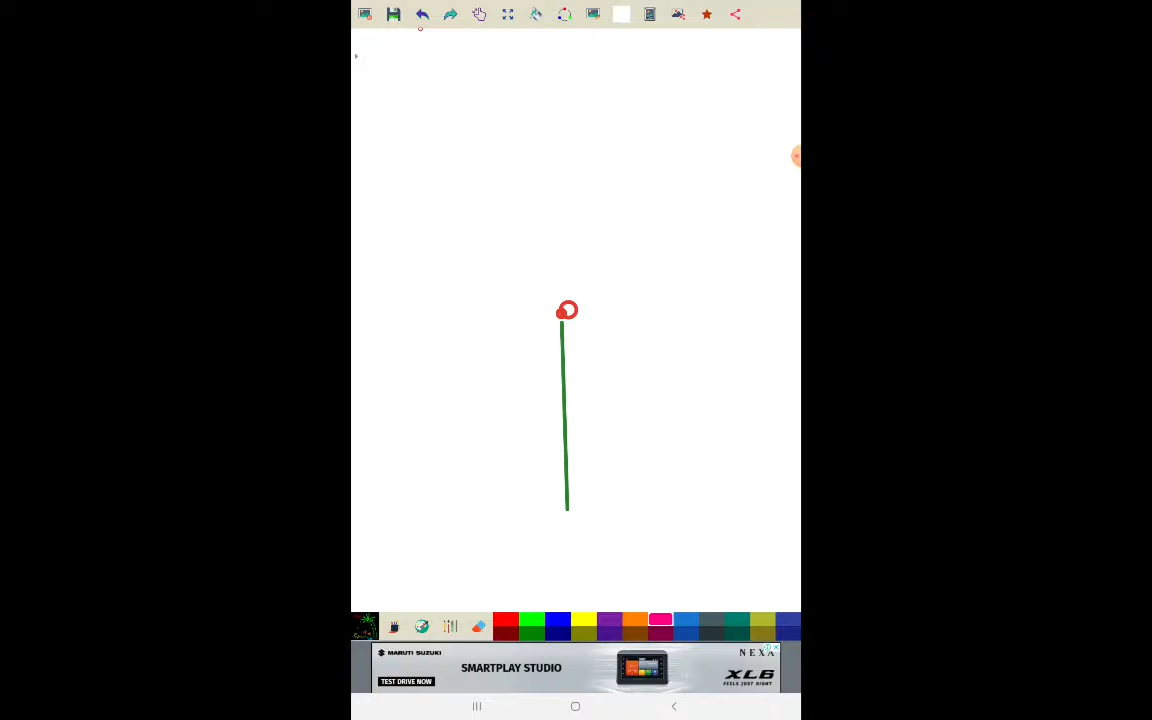 MARUTI SUZUKI
SMARTPLAY STUDIO
TEST DRIVE NOW
NEXA
XL6
FEELS JUST RIGHT